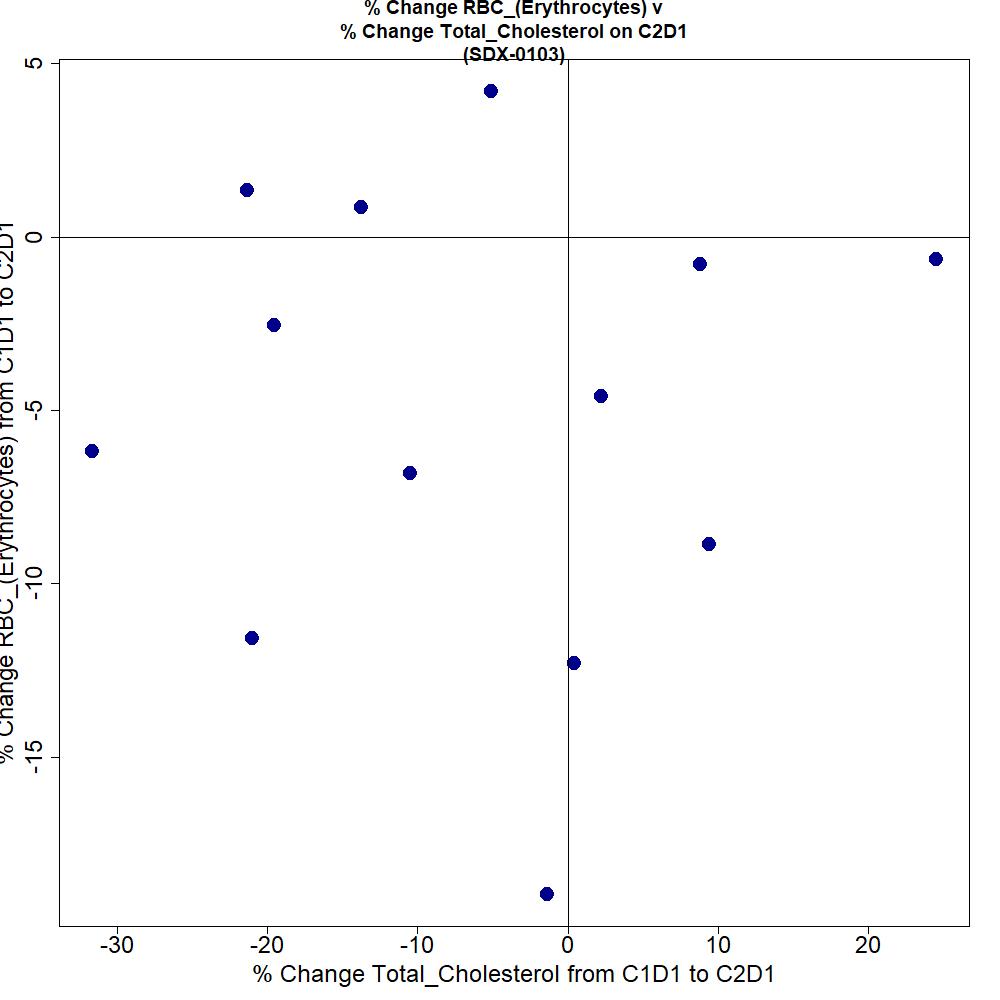 % Change RBC_(Erythrocytes) v
% Change Total_Cholesterol on C2D1
(SDX-0103)
% Change RBC_(Erythrocytes) from C1D1 to C2D1
5
0
-5
-10
-15
-30
-20
-10
0
10
20
% Change Total_Cholesterol from C1D1 to C2D1